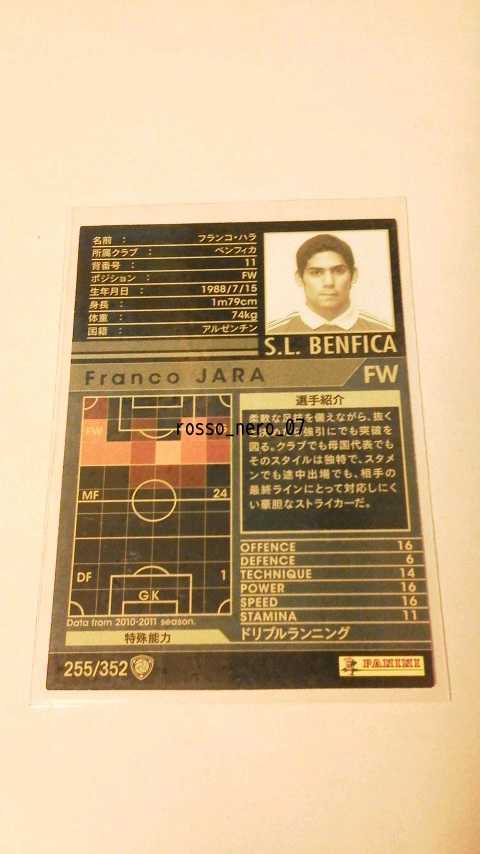 名前 : フランコ・ハラ
所属クラブ : ベンフィカ
背番号 : 11
ポジション : FW
生年月日 : 1988/7/15
身長 : 1m79cm
体重 : 74kg
国籍 : アルゼンチン
S.L. BENFICA
Franco JARA
FW
FW
MF 24
DF 1
GK
Data from 2010-2011 season.
rosso_nero_07
選手紹介
柔軟な足技を備えながら、抜く
強引にでも突破を
図る。クラブでも母国代表でも
そのスタイルは独特で、スタメ
ンでも途中出場でも、相手の
最終ラインにとって対応しにく
い豪胆なストライカーだ。
OFFENCE 16
DEFENCE 6
TECHNIQUE 14
POWER 16
SPEED 16
STAMINA 11
特殊能力
ドリブルランニング
255/352
PANINI